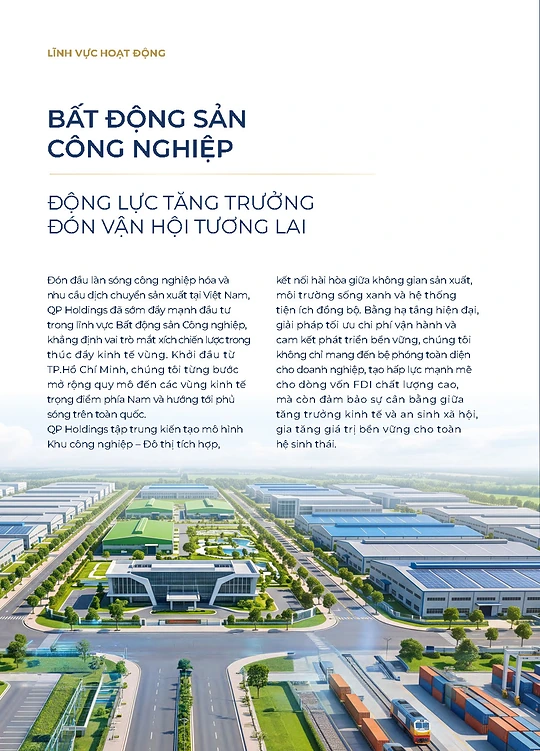 LĨNH VỰC HOẠT ĐỘNG
BẤT ĐỘNG SẢN
CÔNG NGHIỆP
ĐỘNG LỰC TĂNG TRƯỞNG
ĐÓN VẬN HỘI TƯƠNG LAI
Đón đầu làn sóng công nghiệp hóa và
nhu cầu dịch chuyển sản xuất tại Việt Nam,
QP Holdings đã sớm đẩy mạnh đầu tư
trong lĩnh vực Bất động sản Công nghiệp,
khẳng định vai trò mắt xích chiến lược trong
thúc đẩy kinh tế vùng. Khởi đầu từ
TP.Hồ Chí Minh, chúng tôi từng bước
mở rộng quy mô đến các vùng kinh tế
trọng điểm phía Nam và hướng tới phủ
sóng trên toàn quốc.
QP Holdings tập trung kiến tạo mô hình
Khu công nghiệp – Đô thị tích hợp,
kết nối hài hòa giữa không gian sản xuất,
môi trường sống xanh và hệ thống
tiện ích đồng bộ. Bằng hạ tầng hiện đại,
giải pháp tối ưu chi phí vận hành và
cam kết phát triển bền vững, chúng tôi
không chỉ mang đến bệ phóng toàn diện
cho doanh nghiệp, tạo hấp lực mạnh mẽ
cho dòng vốn FDI chất lượng cao,
mà còn đảm bảo sự cân bằng giữa
tăng trưởng kinh tế và an sinh xã hội,
gia tăng giá trị bền vững cho toàn
hệ sinh thái.